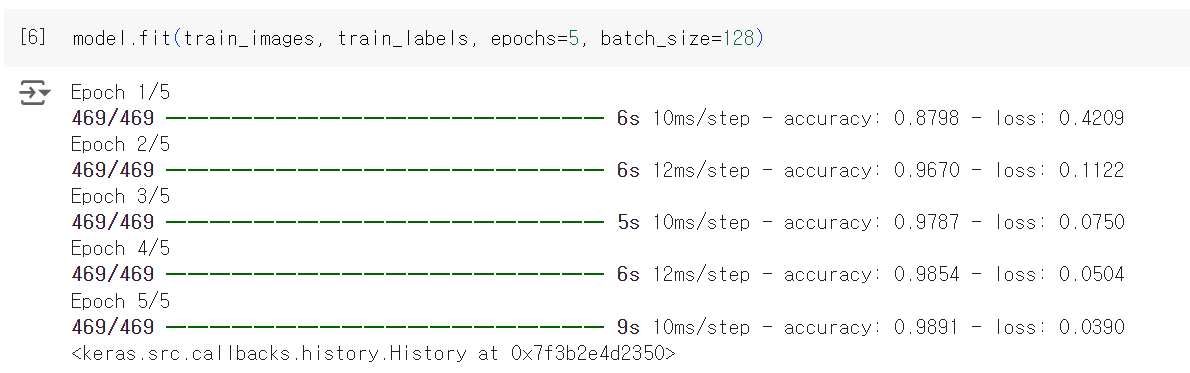 [6] model.fit(train_images, train_labels, epochs=5, batch_size=128)
Epoch 1/5
469/469 ━━━━━━━━━━━━━━━━━━━━ 6s 10ms/step - accuracy: 0.8798 - loss: 0.4209
Epoch 2/5
469/469 ━━━━━━━━━━━━━━━━━━━━ 6s 12ms/step - accuracy: 0.9670 - loss: 0.1122
Epoch 3/5
469/469 ━━━━━━━━━━━━━━━━━━━━ 5s 10ms/step - accuracy: 0.9787 - loss: 0.0750
Epoch 4/5
469/469 ━━━━━━━━━━━━━━━━━━━━ 6s 12ms/step - accuracy: 0.9854 - loss: 0.0504
Epoch 5/5
469/469 ━━━━━━━━━━━━━━━━━━━━ 9s 10ms/step - accuracy: 0.9891 - loss: 0.0390
<keras.src.callbacks.history.History at 0x7f3b2e4d2350>